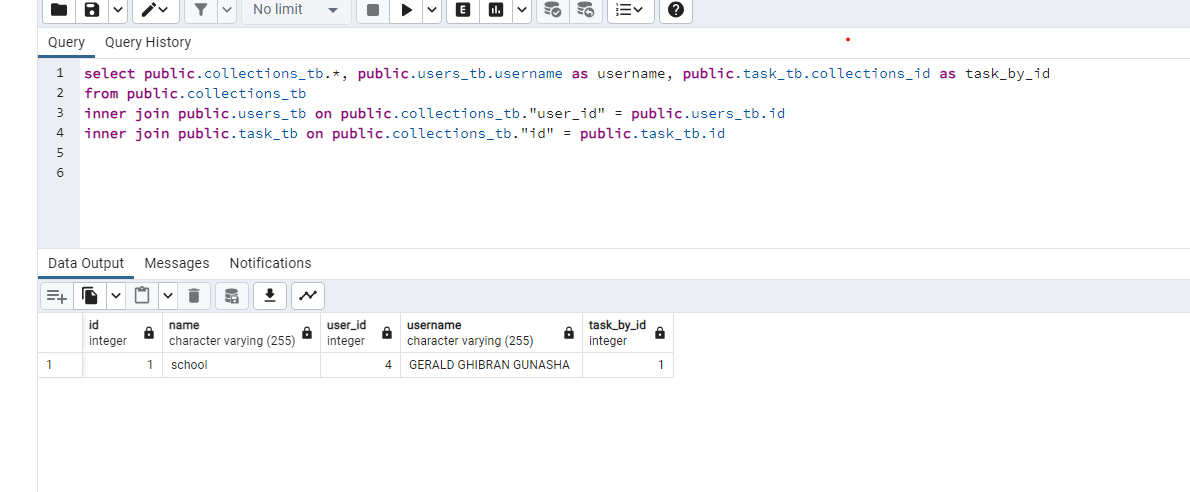 No limit
E
Query Query History
1 select public.collections_tb.*, public.users_tb.username as username, public.task_tb.collections_id as task_by_id
2 from public.collections_tb
3 inner join public.users_tb on public.collections_tb."user_id" = public.users_tb.id
4 inner join public.task_tb on public.collections_tb."id" = public.task_tb.id
5
6
Data Output Messages Notifications
id name user_id username task_by_id
integer character varying (255) integer character varying (255) integer
1 1 school 4 GERALD GHIBRAN GUNASHA 1